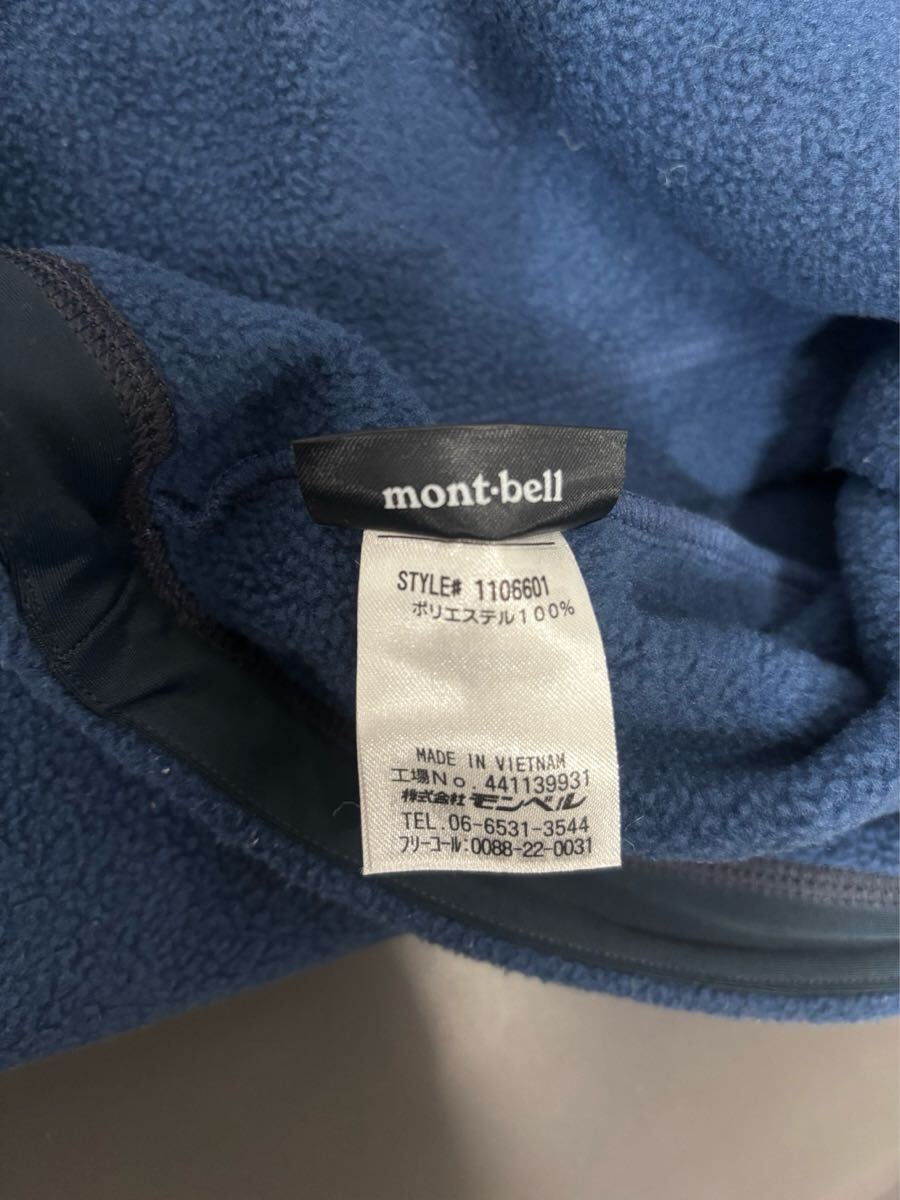 mont-bell
STYLE# 1106601
ポリエステル100%
MADE IN VIETNAM
工場No.441139931
株式会社モンベル
TEL.06-6531-3544
フリーコール:0088-22-0031